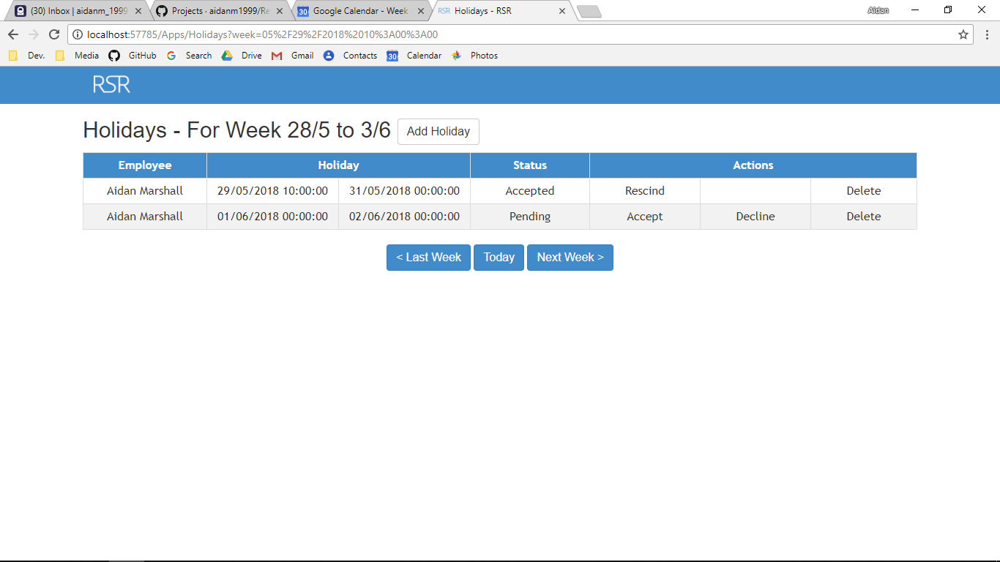 (30) Inbox | aidanm_1999 Projects · aidanm1999/Re Google Calendar - Week Holidays - RSR Aidan
localhost:57785/Apps/Holidays?week=05%2F29%2F2018%2010%3A00%3A00
Dev. Media GitHub Search Drive Gmail 30 Contacts Calendar Photos
RSR
Holidays - For Week 28/5 to 3/6 Add Holiday
Employee Holiday Status Actions
Aidan Marshall 29/05/2018 10:00:00 31/05/2018 00:00:00 Accepted Rescind Delete
Aidan Marshall 01/06/2018 00:00:00 02/06/2018 00:00:00 Pending Accept Decline Delete
< Last Week Today Next Week >